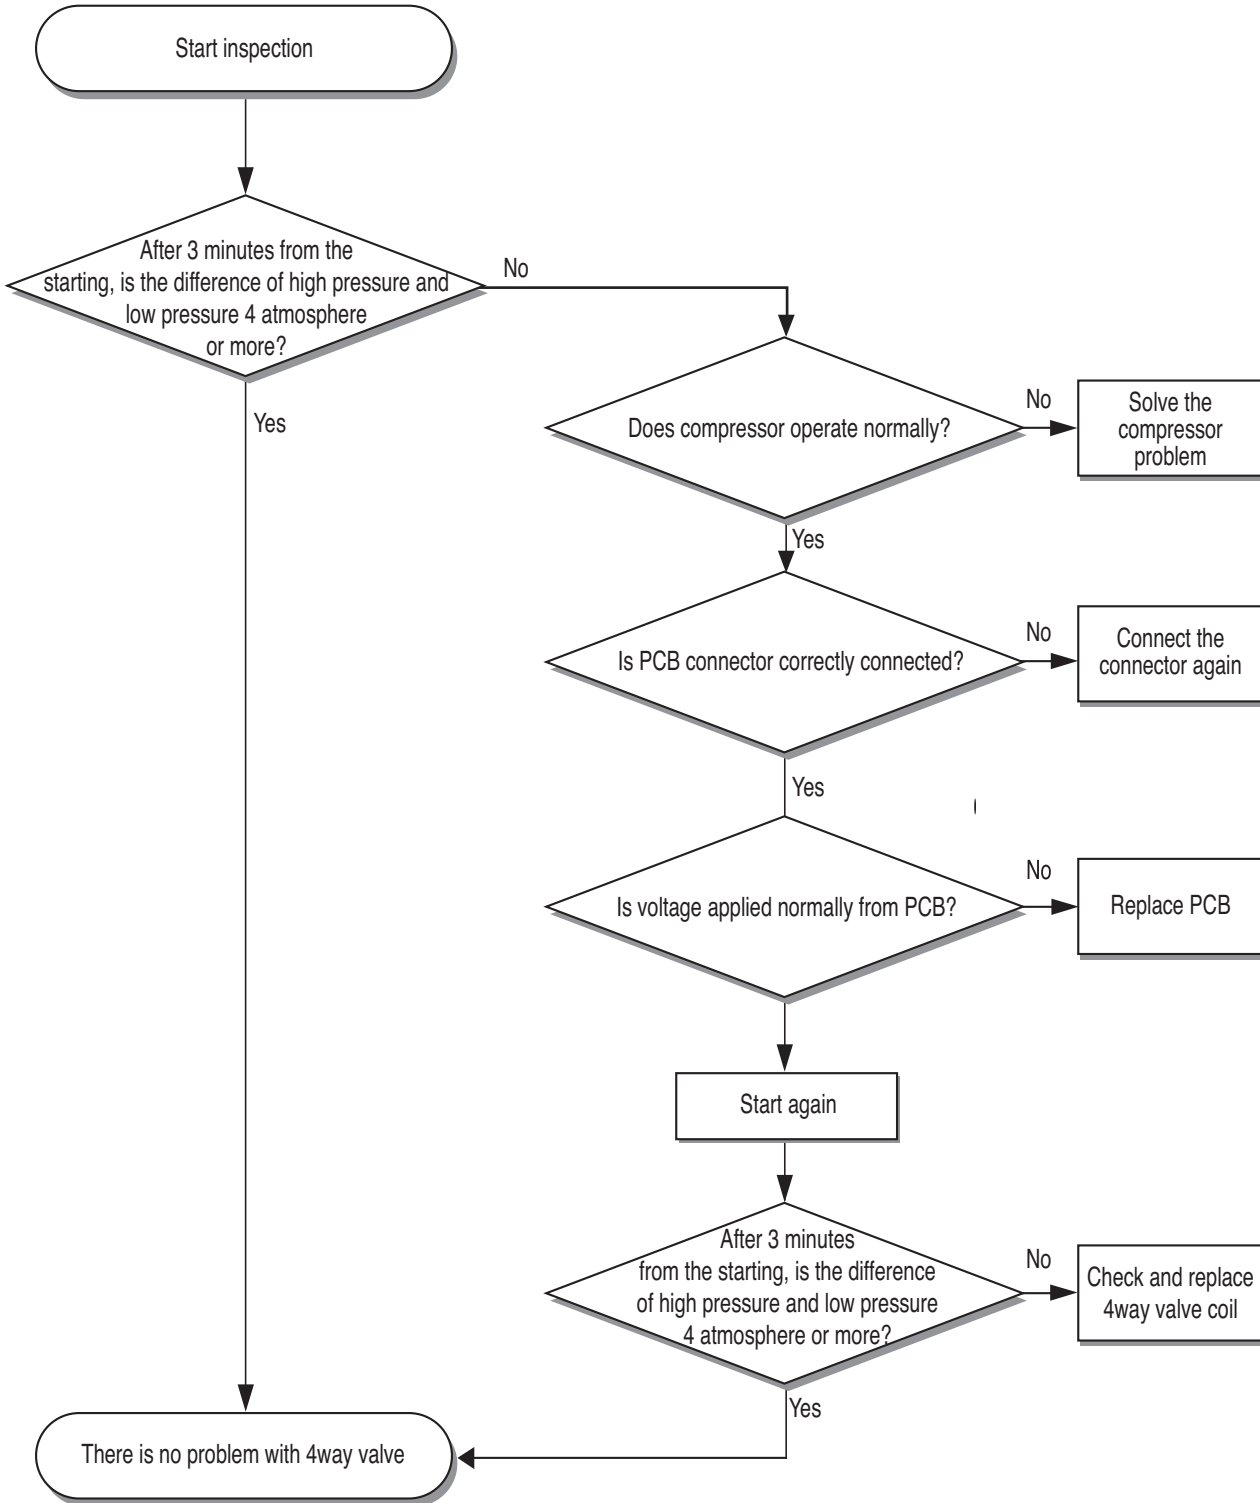 Start inspection
After 3 minutes from the
starting, is the difference of high pressure and
low pressure 4 atmosphere
or more?
No
Yes
Does compressor operate normally?
No
Solve the
compressor
problem
Yes
Is PCB connector correctly connected?
No
Connect the
connector again
Yes
Is voltage applied normally from PCB?
No
Replace PCB
Start again
After 3 minutes
from the starting, is the difference
of high pressure and low pressure
4 atmosphere or more?
No
Check and replace
4way valve coil
Yes
There is no problem with 4way valve